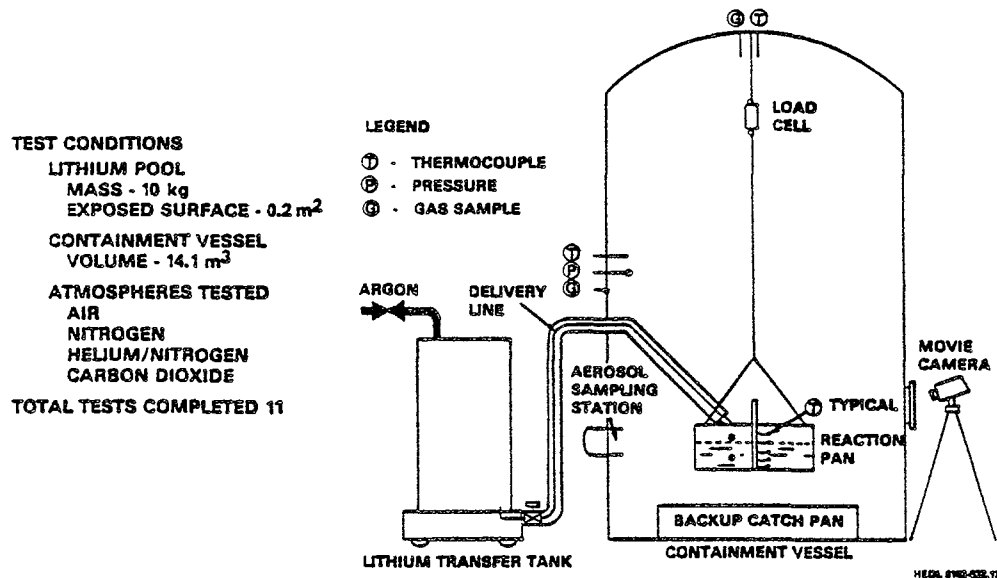 TEST CONDITIONS
LITHIUM POOL
MASS - 10 kg
EXPOSED SURFACE - 0.2 m²
CONTAINMENT VESSEL
VOLUME - 14.1 m³
ATMOSPHERES TESTED
AIR
NITROGEN
HELIUM/NITROGEN
CARBON DIOXIDE
TOTAL TESTS COMPLETED 11
LEGEND
T - THERMOCOUPLE
P - PRESSURE
G - GAS SAMPLE
G T
LOAD
CELL
T
P
G
ARGON
DELIVERY
LINE
AEROSOL
SAMPLING
STATION
MOVIE
CAMERA
T TYPICAL
REACTION
PAN
BACKUP CATCH PAN
CONTAINMENT VESSEL
LITHIUM TRANSFER TANK
HEDL